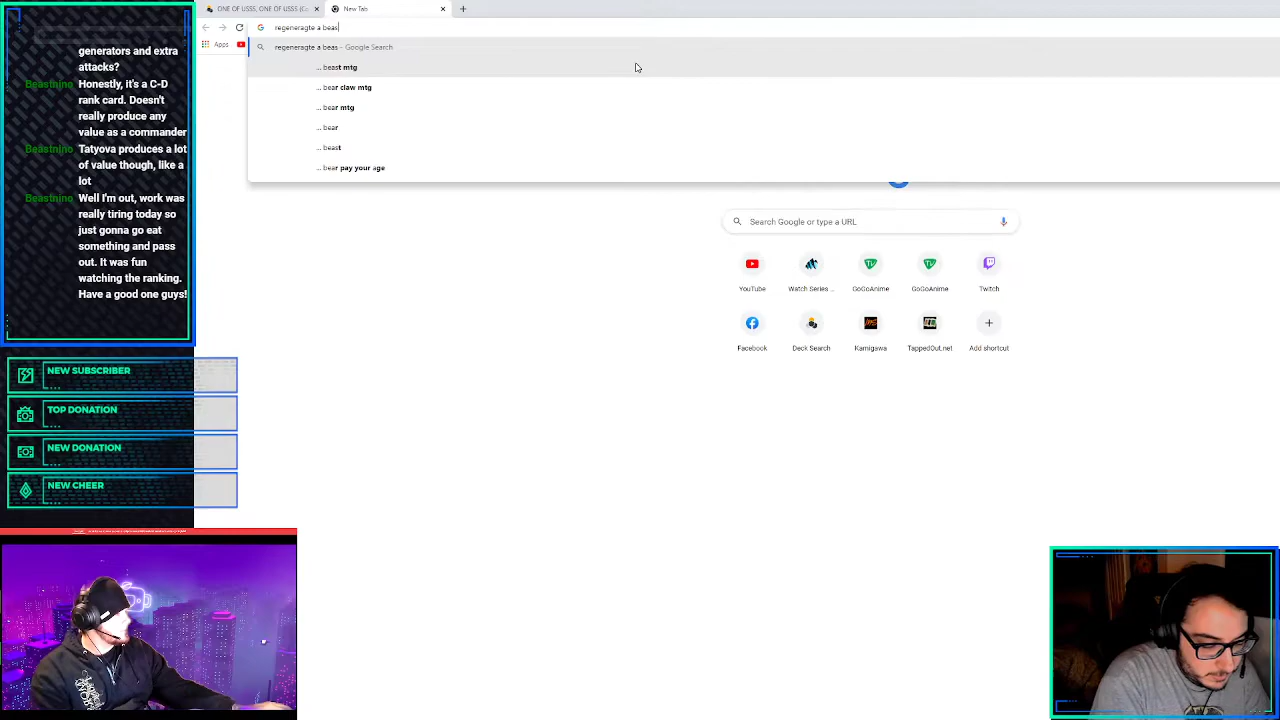 ONE OF USSS, ONE OF USSS (C
New Tab
regeneragte a beas
Apps
regeneragte a beas – Google Search
... beast mtg
... bear claw mtg
... bear mtg
... bear
... beast
... bear pay your age
generators and extra
attacks?
Beastnino Honestly, it's a C-D
rank card. Doesn't
really produce any
value as a commander
Beastnino Tatyova produces a lot
of value though, like a
lot
Beastnino Well I'm out, work was
really tiring today so
just gonna go eat
something and pass
out. It was fun
watching the ranking.
Have a good one guys!
Search Google or type a URL
YouTube
Watch Series ...
GoGoAnime
GoGoAnime
Twitch
Facebook
Deck Search
Kamigawa
TappedOut.net
Add shortcut
NEW SUBSCRIBER
TOP DONATION
NEW DONATION
NEW CHEER